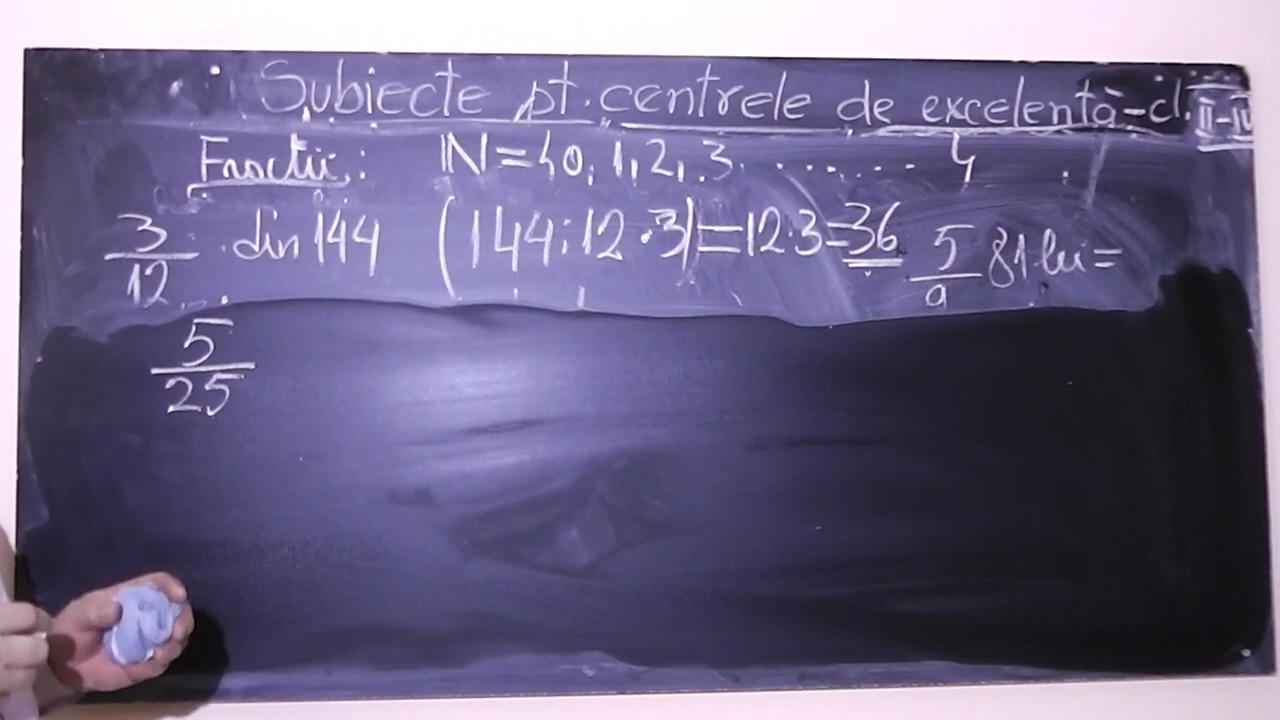 Subiecte pt. centrele de excelență-cl. II-IV
Fracții: N={0, 1, 2, 3 . . . . . . . . }
3/12 din 144 (144:12·3)=12·3=36 5/9 81 lei=
5/25